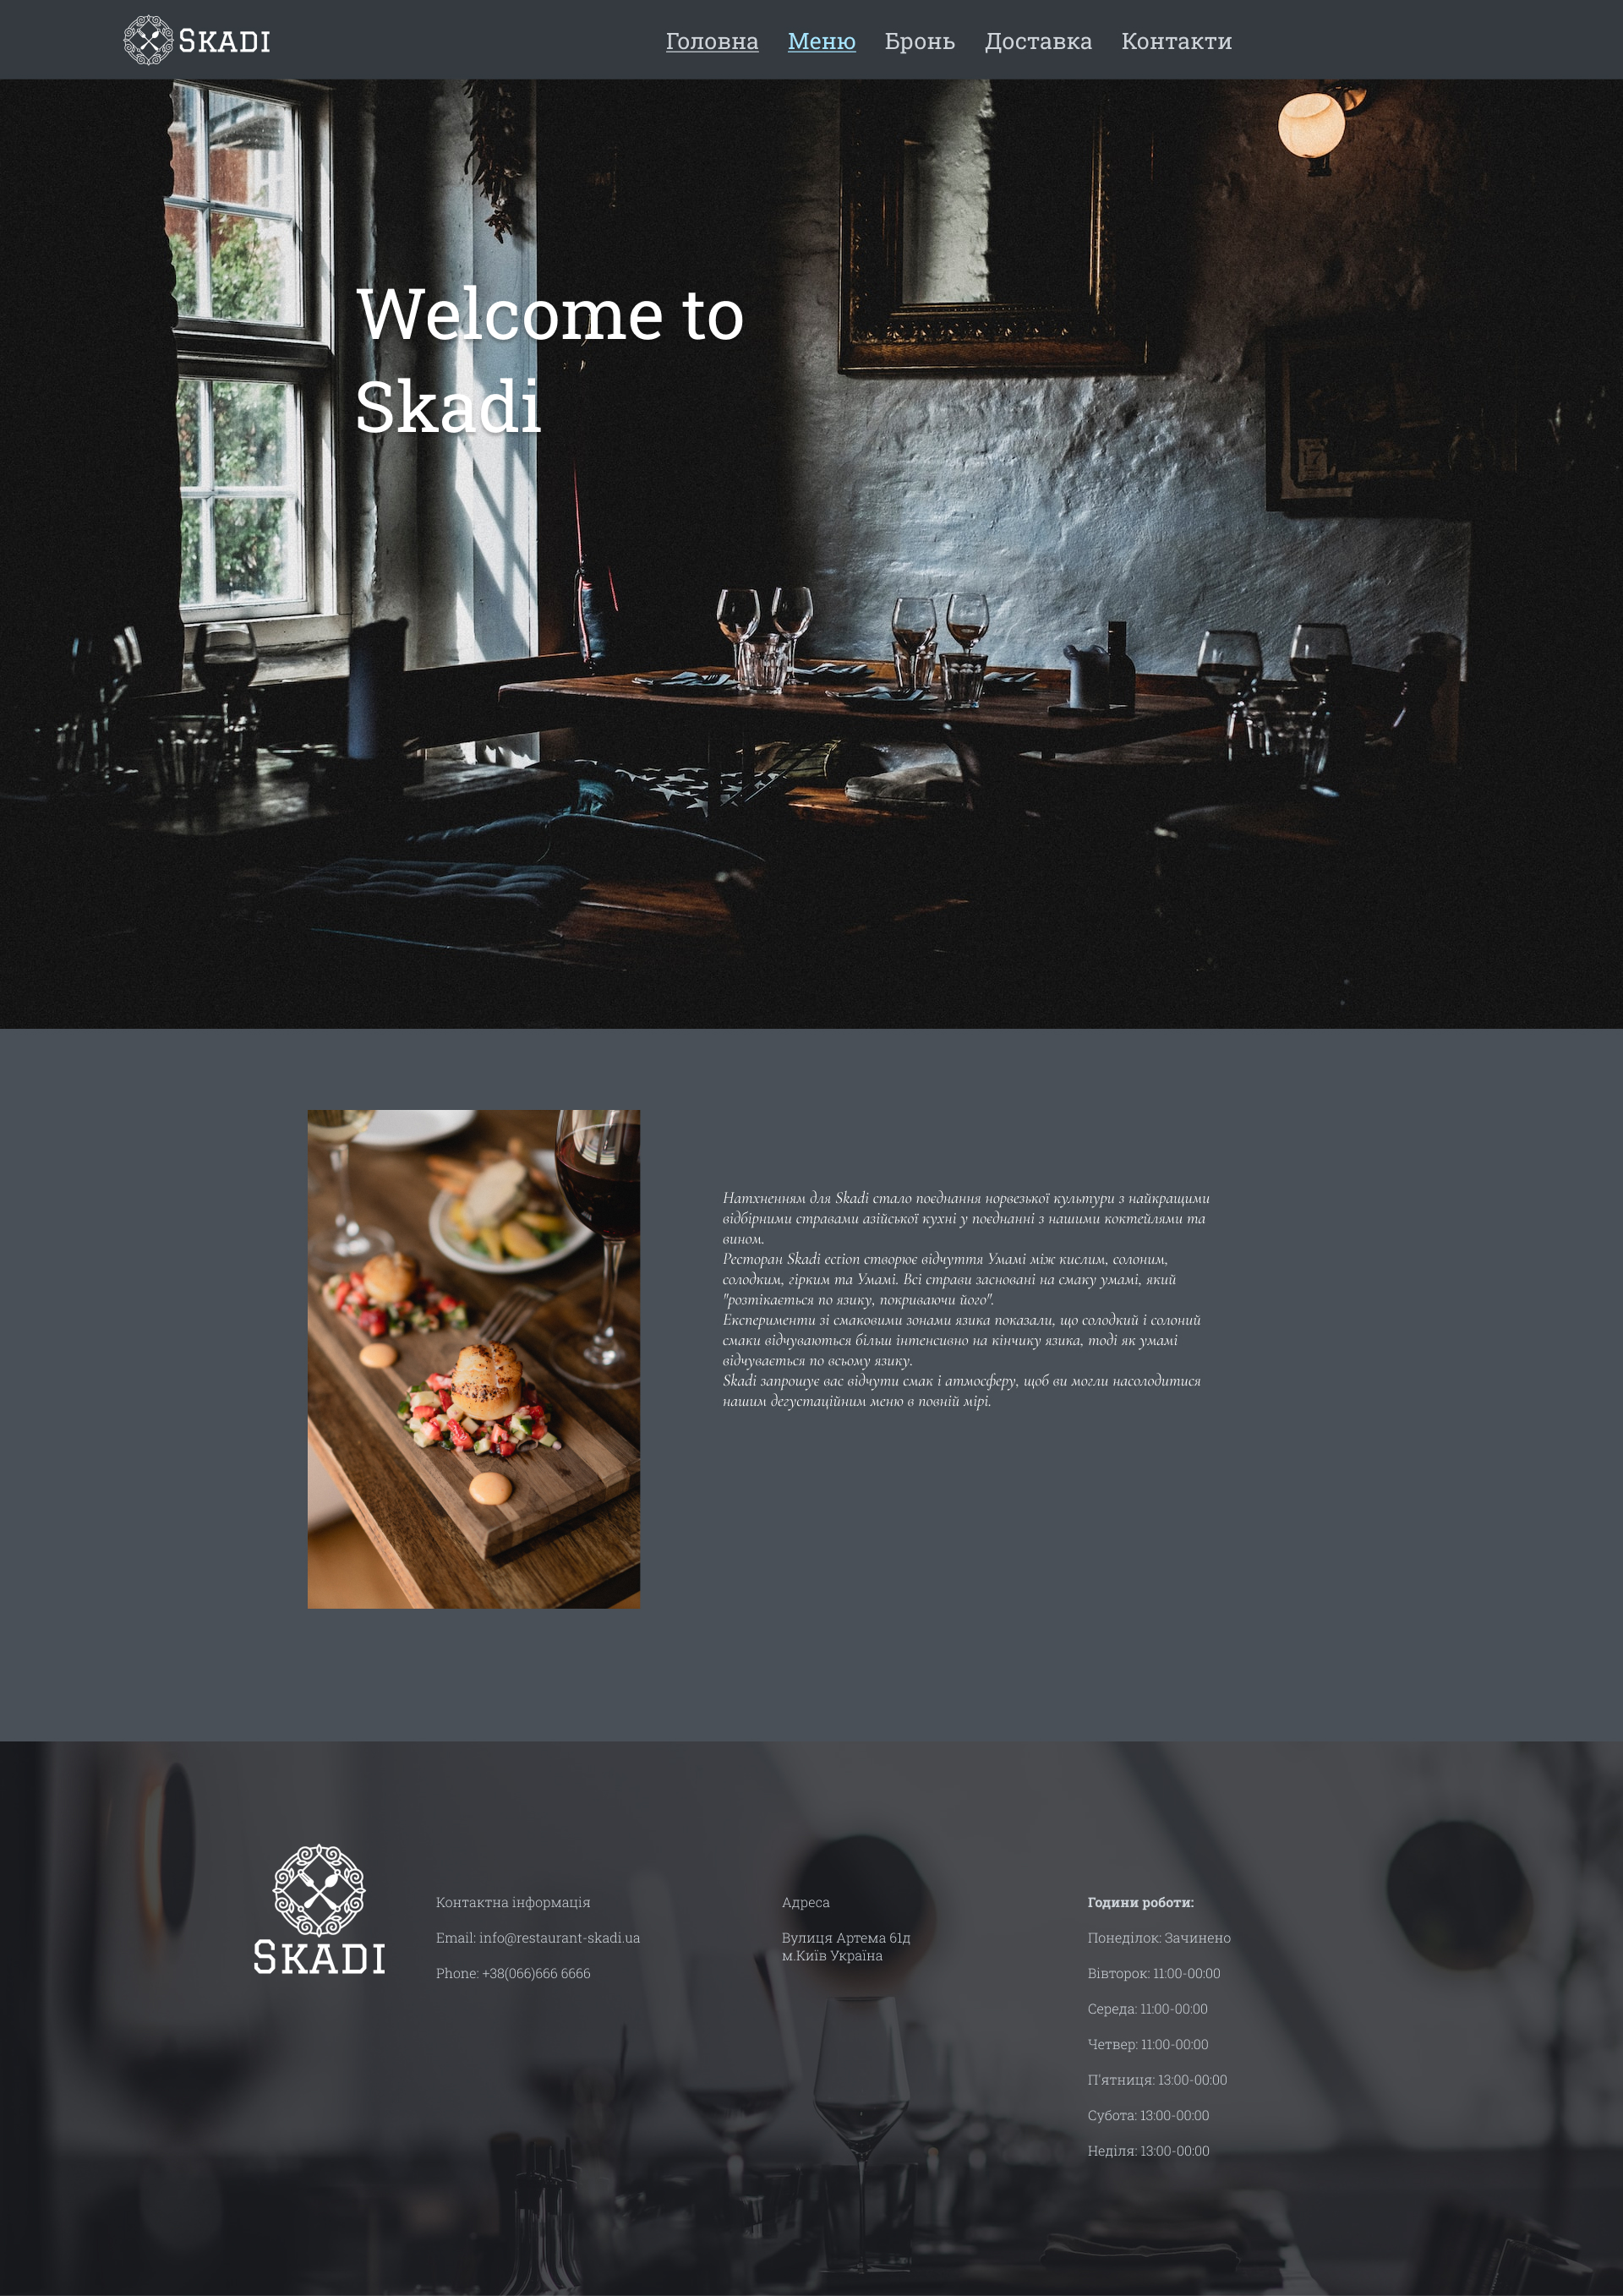 SKADI
Головна Меню Бронь Доставка Контакти
Welcome to
Skadi
Натхненням для Skadi стало поєднання норвезької культури з найкращими
відбірними стравами азійської кухні у поєднанні з нашими коктейлями та
вином.
Ресторан Skadi ection створює відчуття Умамі між кислим, солоним,
солодким, гірким та Умамі. Всі страви засновані на смаку умамі, який
"розтікається по язику, покриваючи його".
Експерименти зі смаковими зонами язика показали, що солодкий і солоний
смаки відчуваються більш інтенсивно на кінчику язика, тоді як умамі
відчувається по всьому язику.
Skadi запрошує вас відчути смак і атмосферу, щоб ви могли насолодитися
нашим дегустаційним меню в повній мірі.
SKADI
Контактна інформація
Email: info@restaurant-skadi.ua
Phone: +38(066)666 6666
Адреса
Вулиця Артема 61д
м.Київ Україна
Години роботи:
Понеділок: Зачинено
Вівторок: 11:00-00:00
Середа: 11:00-00:00
Четвер: 11:00-00:00
П'ятниця: 13:00-00:00
Субота: 13:00-00:00
Неділя: 13:00-00:00